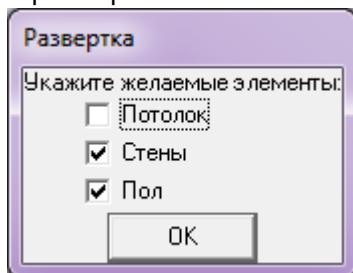 Развертка
Укажите желаемые элементы:
Потолок
Стены
Пол
OK